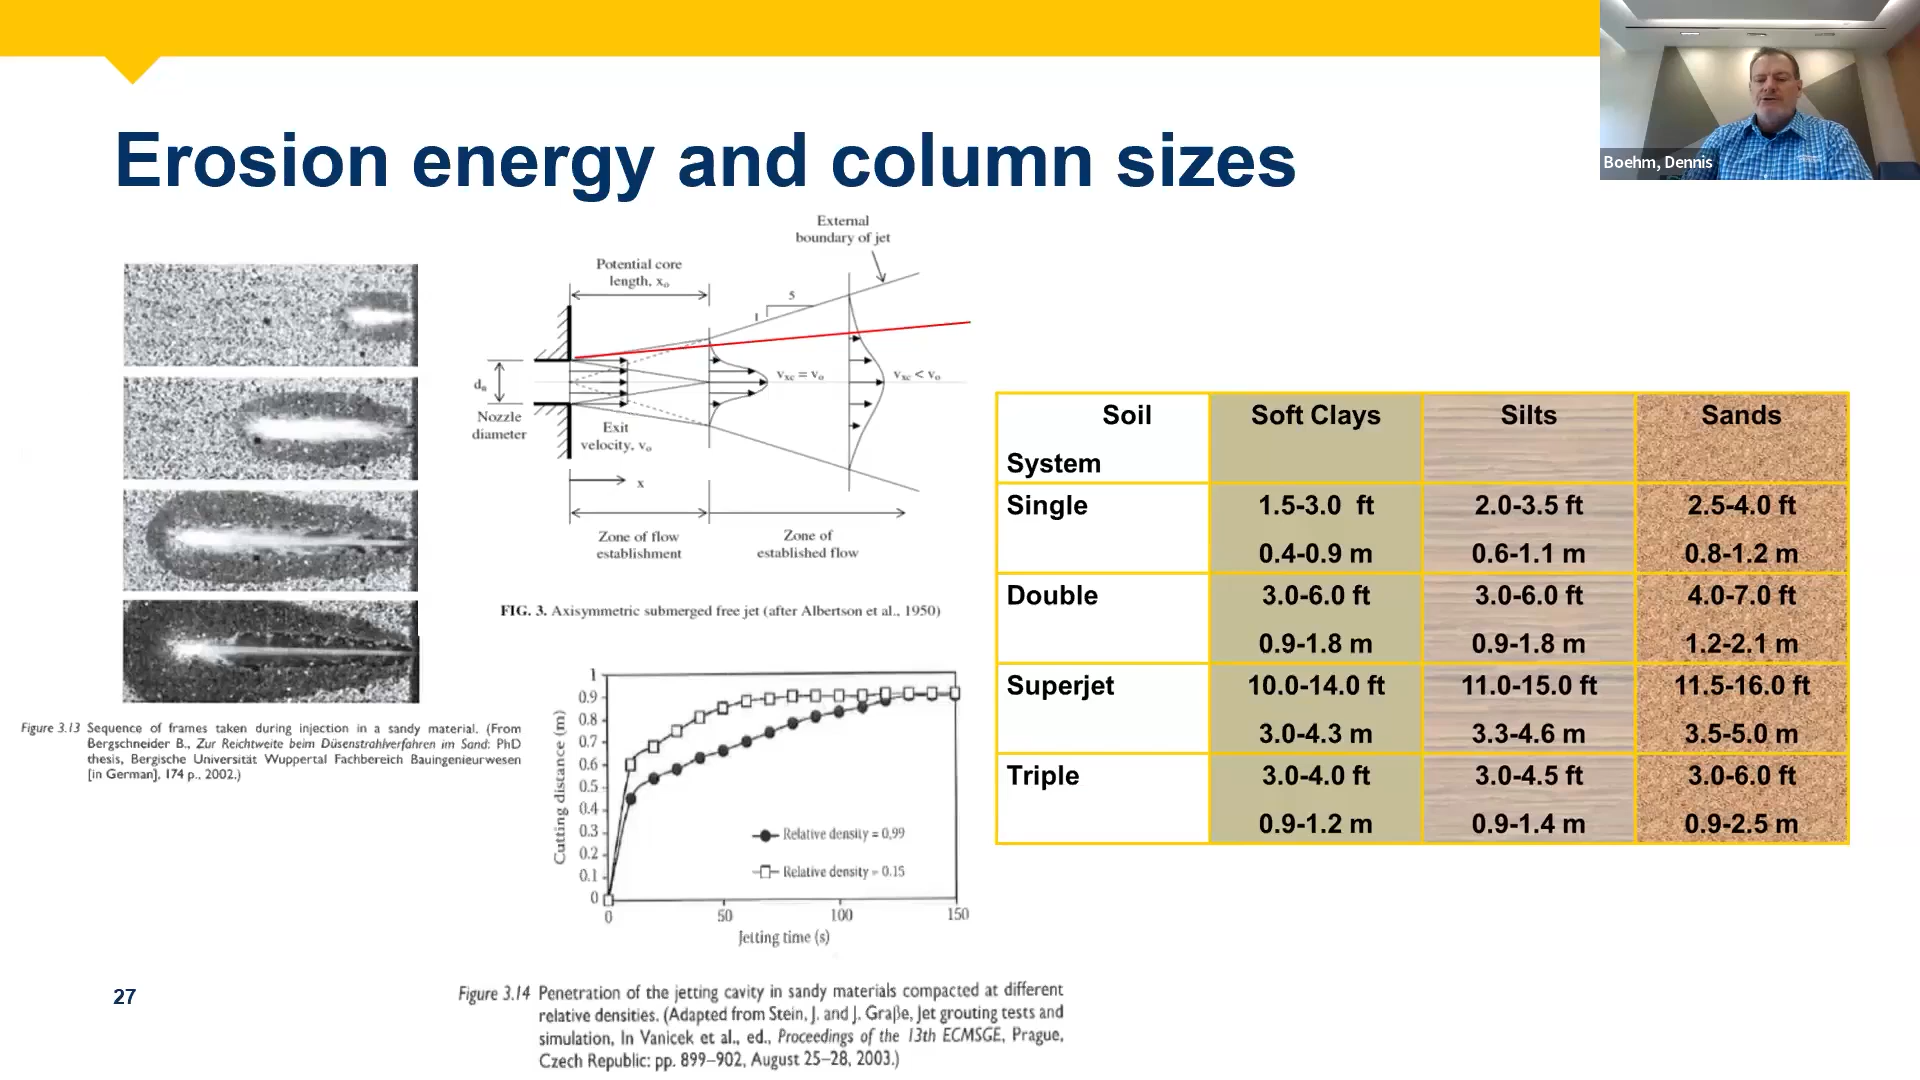 Boehm, Dennis
Erosion energy and column sizes
External
boundary of jet
Potential core
length, xₒ
5
1
dₙ
Nozzle
diameter
Exit
velocity, vₒ
vₓc = vₒ
vₓc < vₒ
x
Zone of flow
establishment
Zone of
established flow
FIG. 3. Axisymmetric submerged free jet (after Albertson et al., 1950)
Figure 3.13 Sequence of frames taken during injection in a sandy material. (From
Bergschneider B., Zur Reichtweite beim Düsenstrahlverfahren im Sand: PhD
thesis, Bergische Universität Wuppertal Fachbereich Bauingenieurwesen
[in German], 174 p., 2002.)
Cutting distance (m)
1
0.9
0.8
0.7
0.6
0.5
0.4
0.3
0.2
0.1
0
0 50 100 150
Relative density = 0.99
Relative density = 0.15
Jetting time (s)
Figure 3.14 Penetration of the jetting cavity in sandy materials compacted at different
relative densities. (Adapted from Stein, J. and J. Graβe, Jet grouting tests and
simulation, In Vanicek et al., ed., Proceedings of the 13th ECMSGE, Prague,
Czech Republic: pp. 899–902, August 25–28, 2003.)
Soil Soft Clays Silts Sands
System
Single 1.5-3.0 ft 2.0-3.5 ft 2.5-4.0 ft
0.4-0.9 m 0.6-1.1 m 0.8-1.2 m
Double 3.0-6.0 ft 3.0-6.0 ft 4.0-7.0 ft
0.9-1.8 m 0.9-1.8 m 1.2-2.1 m
Superjet 10.0-14.0 ft 11.0-15.0 ft 11.5-16.0 ft
3.0-4.3 m 3.3-4.6 m 3.5-5.0 m
Triple 3.0-4.0 ft 3.0-4.5 ft 3.0-6.0 ft
0.9-1.2 m 0.9-1.4 m 0.9-2.5 m
27